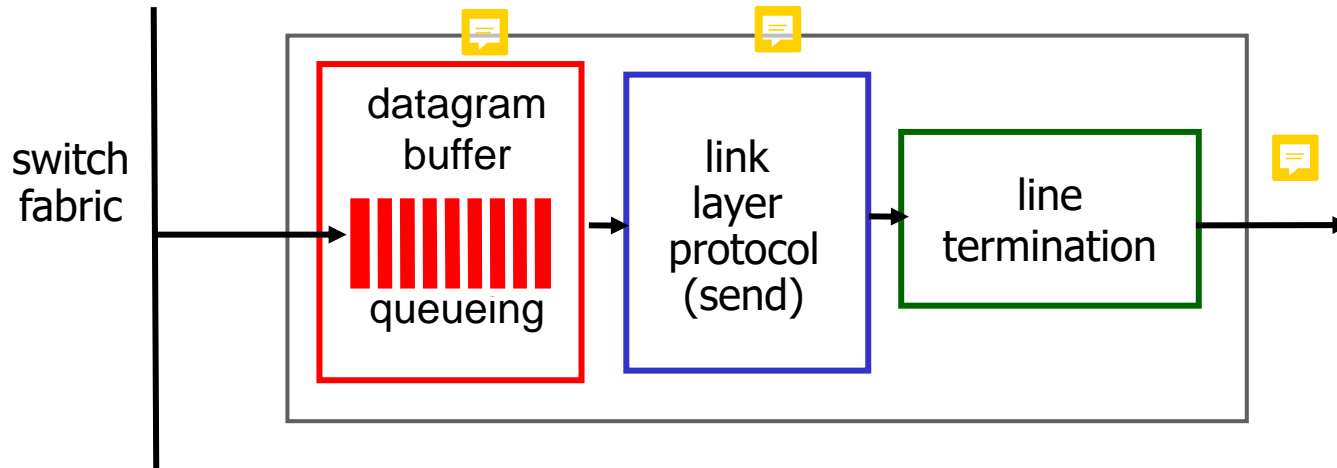 switch
fabric
datagram
buffer
queueing
link
layer
protocol
(send)
line
termination